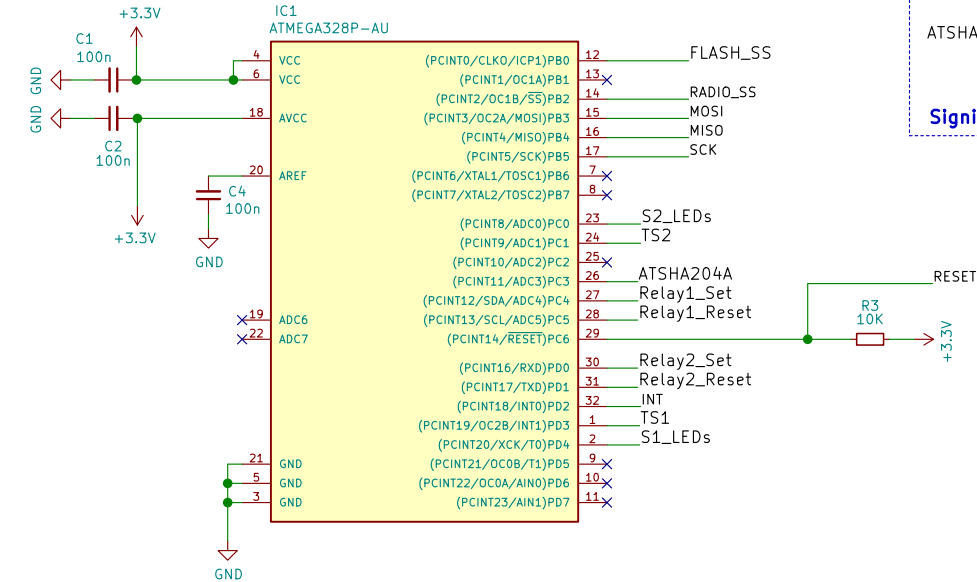 +3.3V
IC1
ATMEGA328P-AU
C1
100n
GND
4 VCC
6 VCC
GND
18 AVCC
C2
100n
20 AREF
C4
100n
+3.3V
GND
19 ADC6
22 ADC7
21 GND
5 GND
3 GND
GND
(PCINT0/CLKO/ICP1)PB0 12 FLASH_SS
(PCINT1/OC1A)PB1 13
(PCINT2/OC1B/SS)PB2 14 RADIO_SS
(PCINT3/OC2A/MOSI)PB3 15 MOSI
(PCINT4/MISO)PB4 16 MISO
(PCINT5/SCK)PB5 17 SCK
(PCINT6/XTAL1/TOSC1)PB6 7
(PCINT7/XTAL2/TOSC2)PB7 8
(PCINT8/ADC0)PC0 23 S2_LEDs
(PCINT9/ADC1)PC1 24 TS2
(PCINT10/ADC2)PC2 25
(PCINT11/ADC3)PC3 26 ATSHA204A
(PCINT12/SDA/ADC4)PC4 27 Relay1_Set
(PCINT13/SCL/ADC5)PC5 28 Relay1_Reset
(PCINT14/RESET)PC6 29
(PCINT16/RXD)PD0 30 Relay2_Set
(PCINT17/TXD)PD1 31 Relay2_Reset
(PCINT18/INT0)PD2 32 INT
(PCINT19/OC2B/INT1)PD3 1 TS1
(PCINT20/XCK/T0)PD4 2 S1_LEDs
(PCINT21/OC0B/T1)PD5 9
(PCINT22/OC0A/AIN0)PD6 10
(PCINT23/AIN1)PD7 11
RESET
R3
10K
+3.3V
ATSHA
Signi